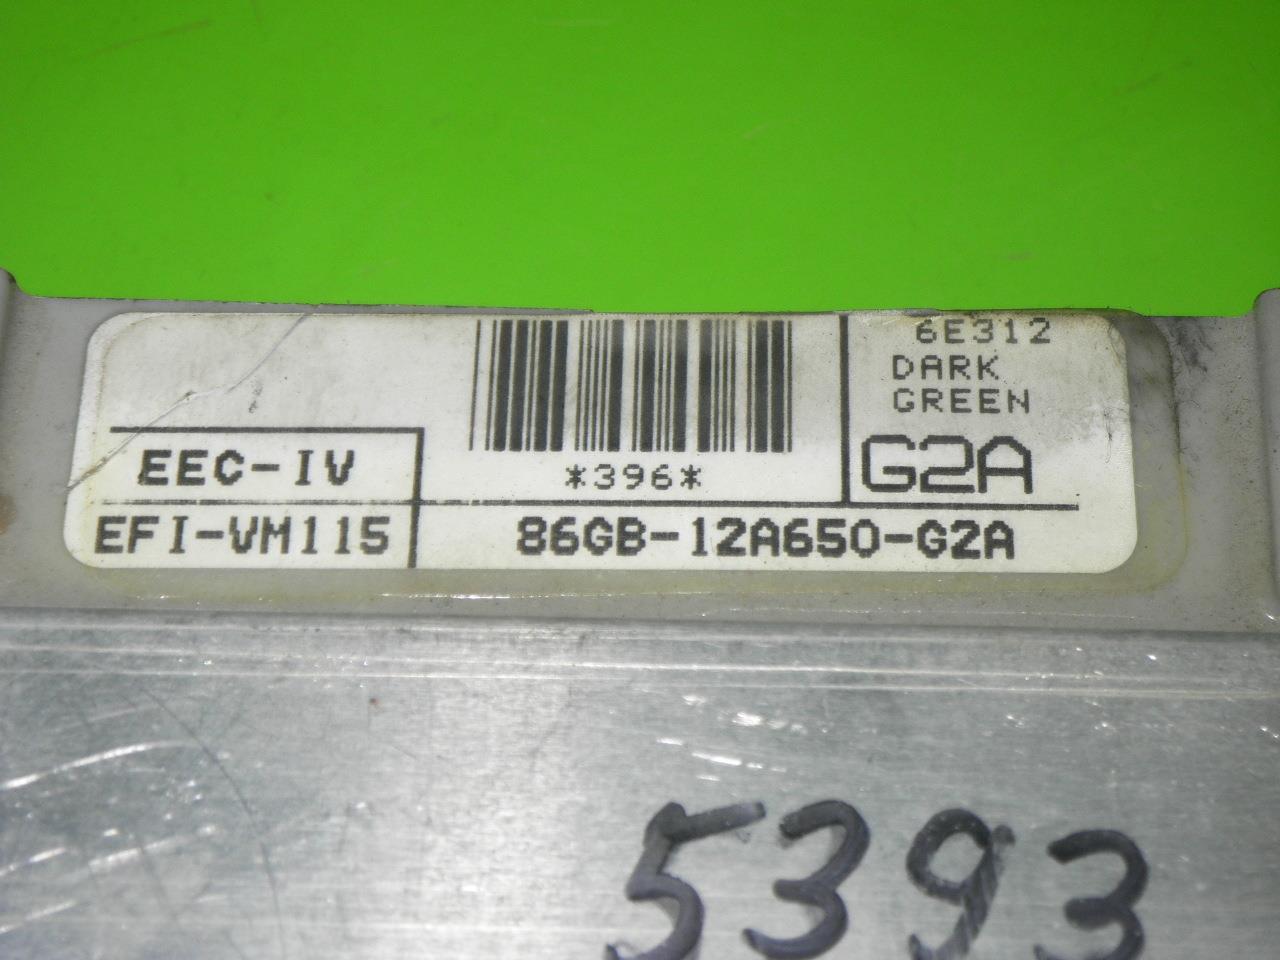 6E312
DARK
GREEN
G2A
*396*
EEC-IV
EFI-VM115
86GB-12A650-G2A
5393